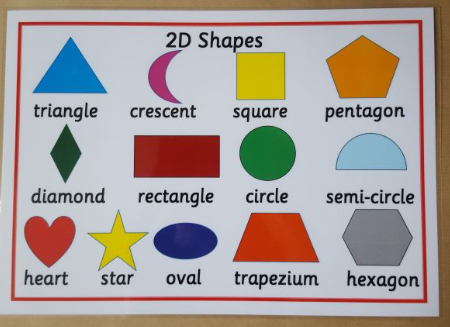 2D Shapes
triangle crescent square pentagon
diamond rectangle circle semi-circle
heart star oval trapezium hexagon